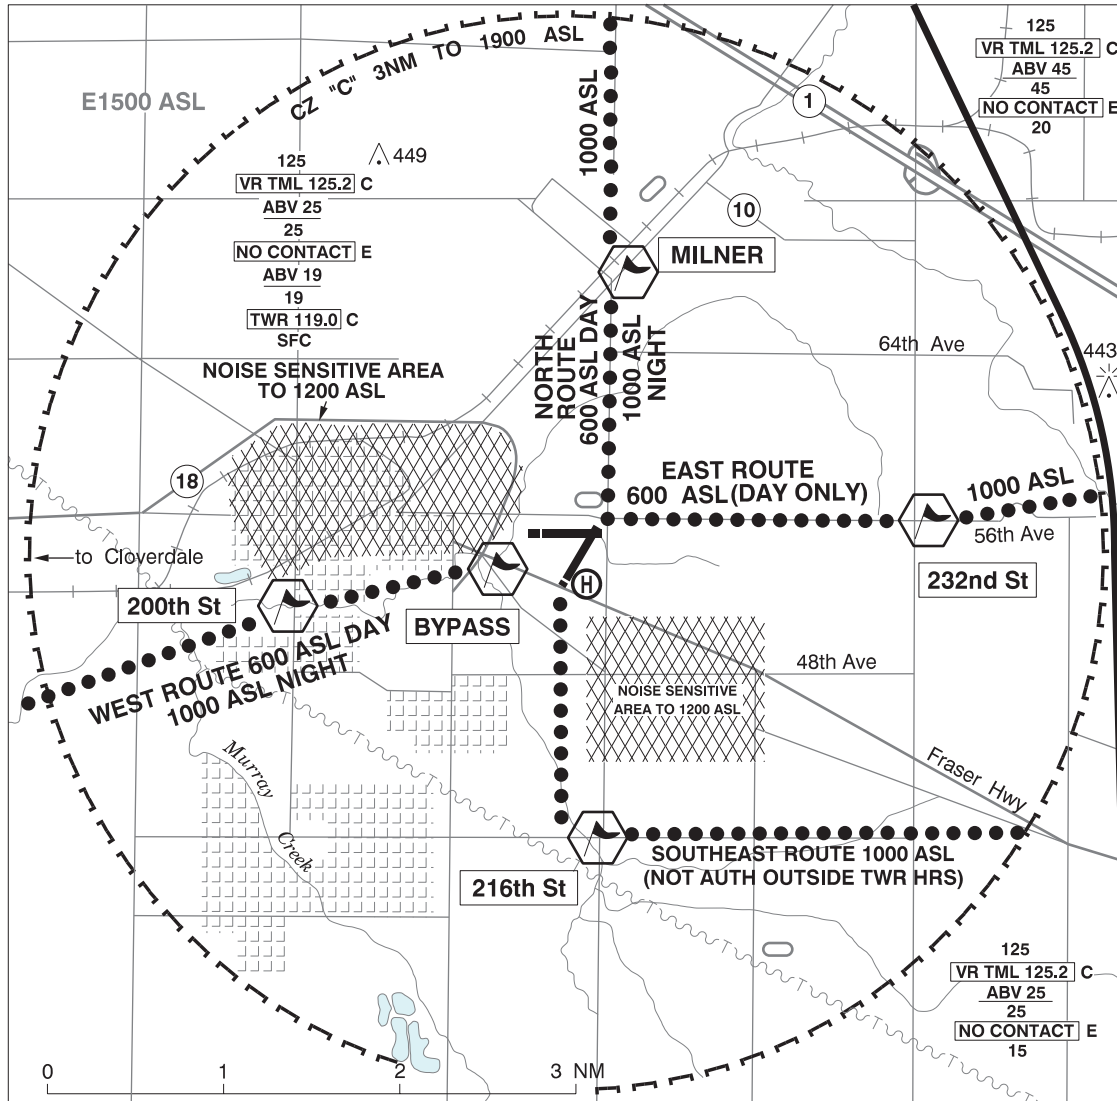 CZ "C" 3NM TO 1900 ASL
E1500 ASL
125
VR TML 125.2 C
ABV 25
25
NO CONTACT E
ABV 19
19
TWR 119.0 C
SFC
449
1000 ASL
1
125
VR TML 125.2 C
ABV 45
45
NO CONTACT E
20
10
MILNER
NORTH
ROUTE
600 ASL DAY
1000 ASL
NIGHT
64th Ave
443
NOISE SENSITIVE AREA
TO 1200 ASL
18
EAST ROUTE
600 ASL (DAY ONLY)
1000 ASL
56th Ave
232nd St
to Cloverdale
H
200th St
BYPASS
WEST ROUTE 600 ASL DAY
1000 ASL NIGHT
48th Ave
NOISE SENSITIVE
AREA TO 1200 ASL
Murray
Creek
Fraser Hwy
SOUTHEAST ROUTE 1000 ASL
(NOT AUTH OUTSIDE TWR HRS)
216th St
125
VR TML 125.2 C
ABV 25
25
NO CONTACT E
15
0 1 2 3 NM